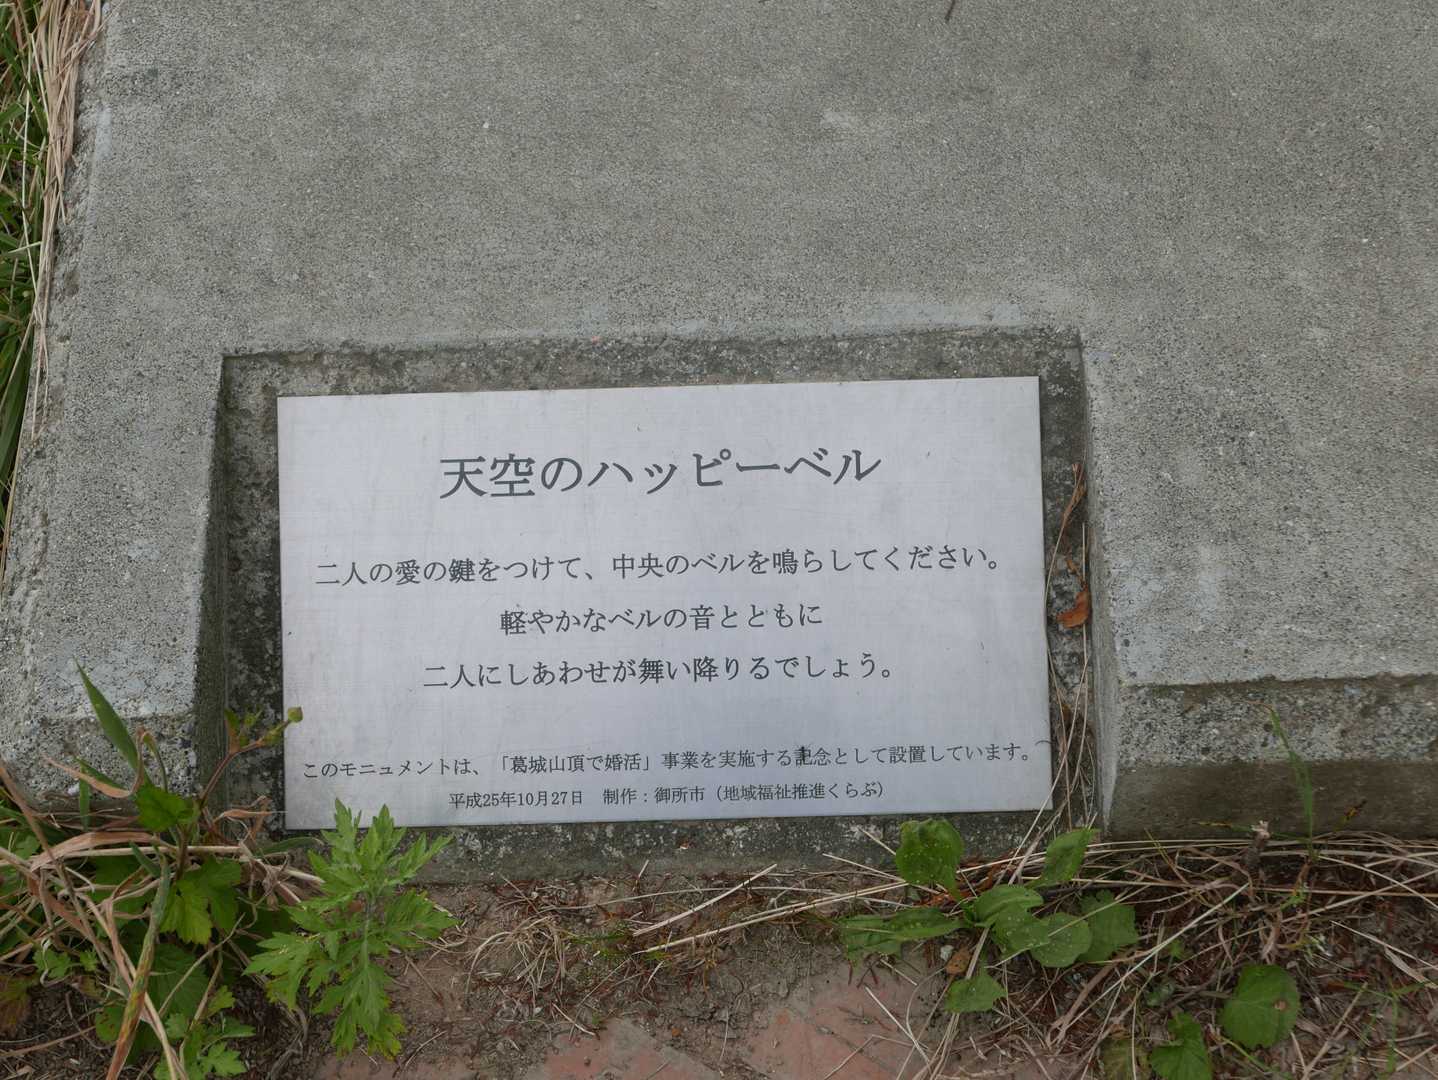 天空のハッピーベル
二人の愛の鍵をつけて、中央のベルを鳴らしてください。
軽やかなベルの音とともに
二人にしあわせが舞い降りるでしょう。
このモニュメントは、「葛城山頂で婚活」事業を実施する記念として設置しています。
平成25年10月27日　制作：御所市（地域福祉推進くらぶ）